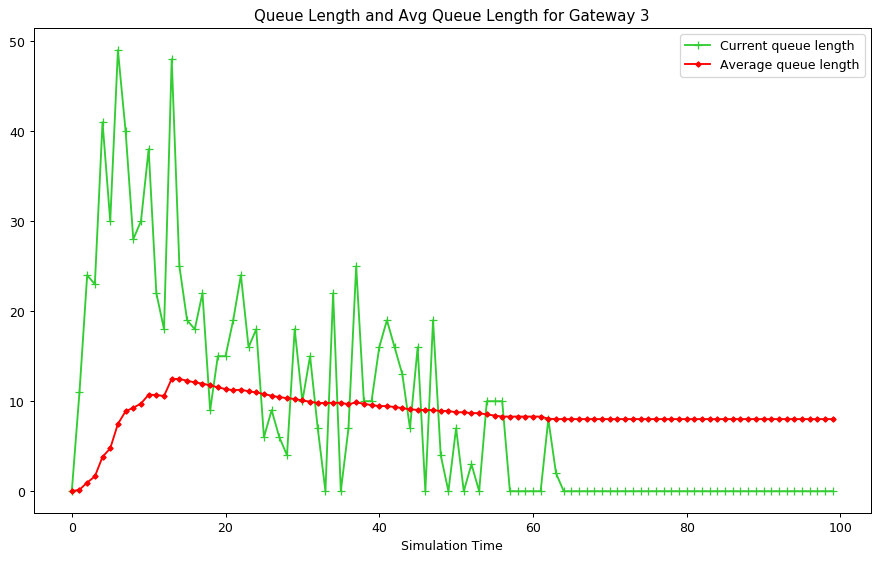 Queue Length and Avg Queue Length for Gateway 3
Current queue length
Average queue length
50
40
30
20
10
0
0 20 40 60 80 100
Simulation Time